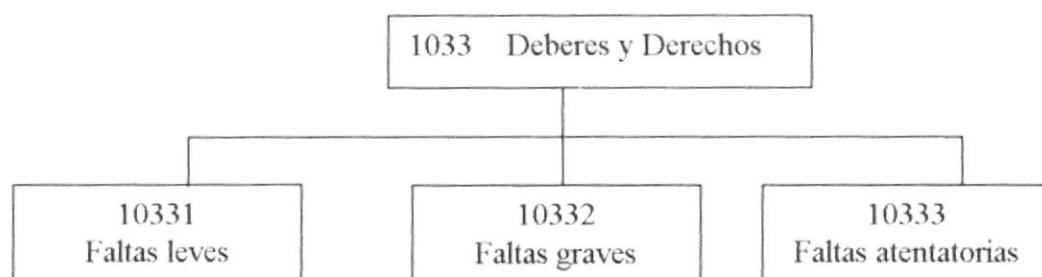 1033 Deberes y Derechos
10331
Faltas leves
10332
Faltas graves
10333
Faltas atentatorias